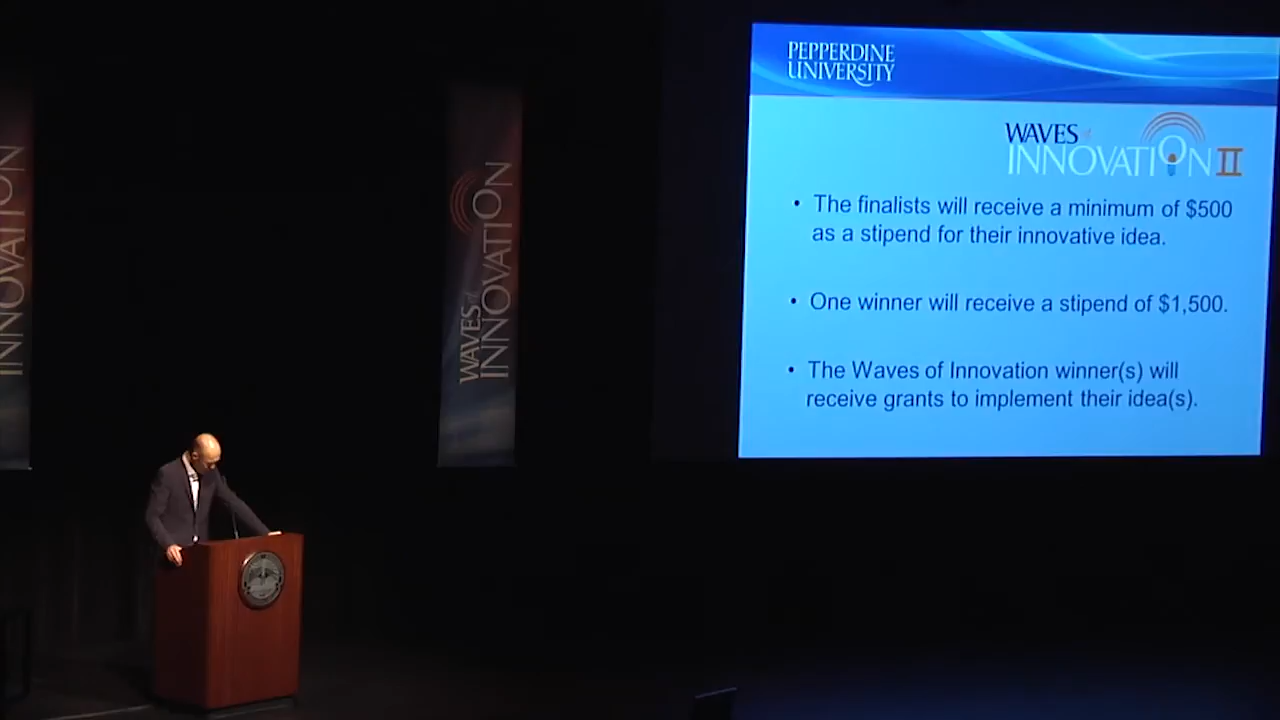 PEPPERDINE
UNIVERSITY
WAVES of
INNOVATION II
• The finalists will receive a minimum of $500
as a stipend for their innovative idea.
• One winner will receive a stipend of $1,500.
• The Waves of Innovation winner(s) will
receive grants to implement their idea(s).
WAVES of
INNOVATION
INNOVATION